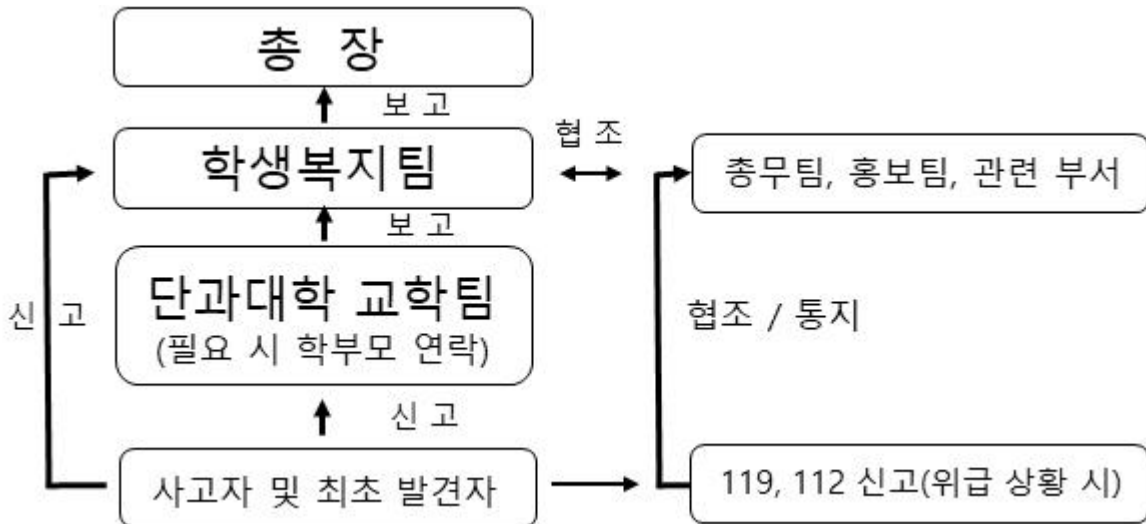 총 장
보 고
협 조
학생복지팀
총무팀, 홍보팀, 관련 부서
보 고
단과대학 교학팀
(필요 시 학부모 연락)
신 고
협조 / 통지
신 고
사고자 및 최초 발견자
119, 112 신고(위급 상황 시)